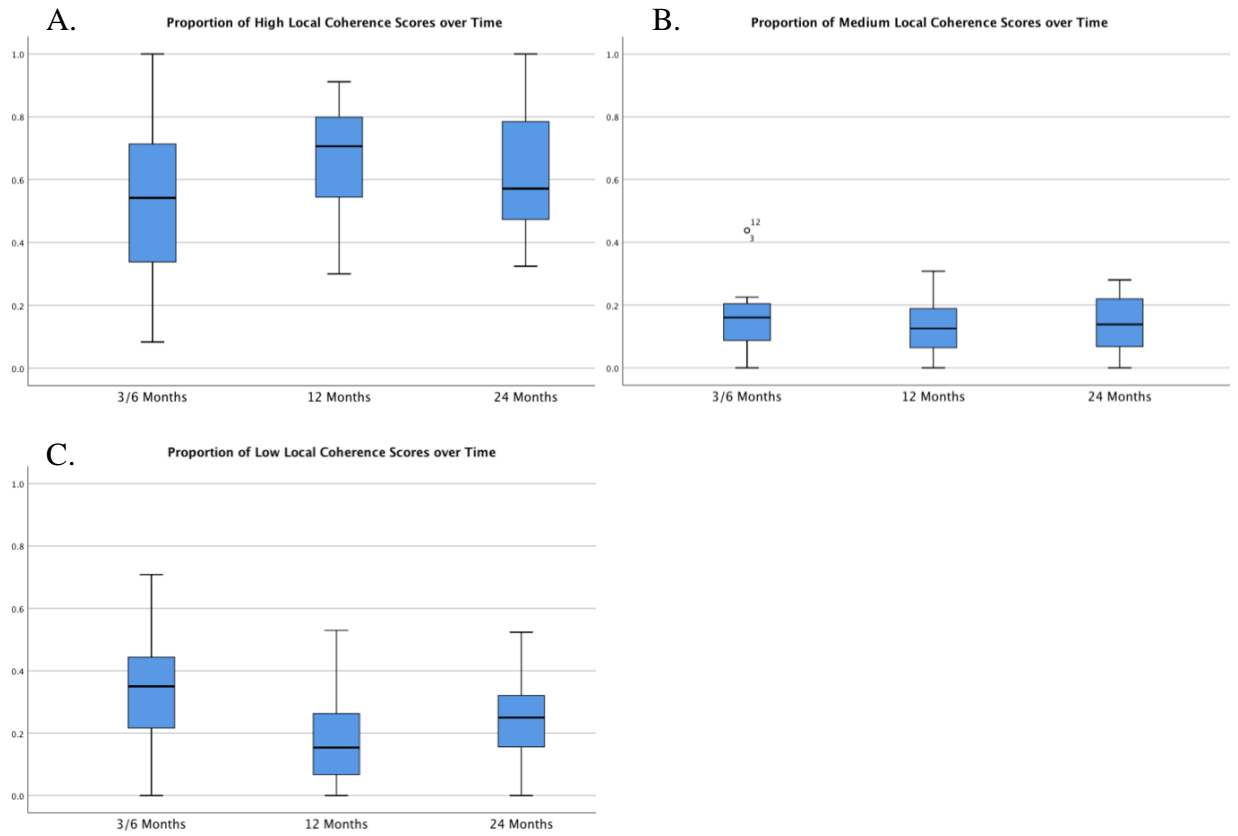 A.
Proportion of High Local Coherence Scores over Time
1.0
0.8
0.6
0.4
0.2
0.0
3/6 Months 12 Months 24 Months
B.
Proportion of Medium Local Coherence Scores over Time
1.0
0.8
0.6
0.4
0.2
0.0
12
3
3/6 Months 12 Months 24 Months
C.
Proportion of Low Local Coherence Scores over Time
1.0
0.8
0.6
0.4
0.2
0.0
3/6 Months 12 Months 24 Months